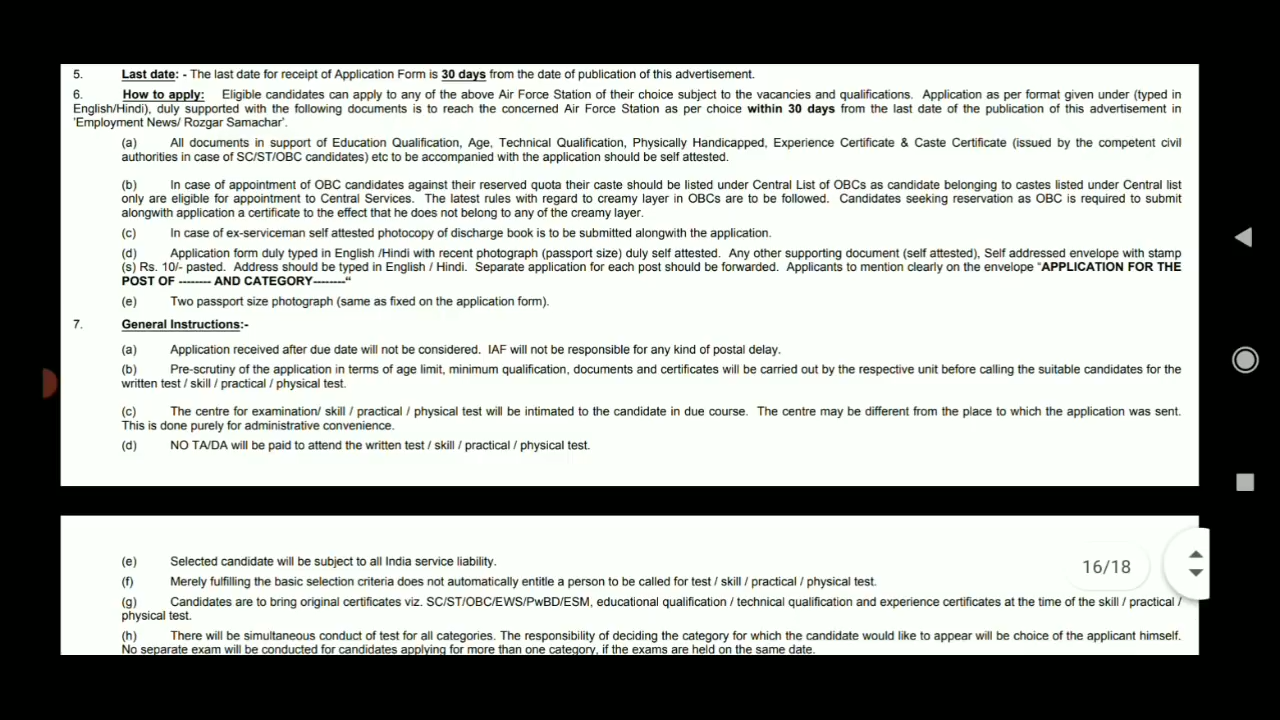 5. Last date: - The last date for receipt of Application Form is 30 days from the date of publication of this advertisement.
6. How to apply: Eligible candidates can apply to any of the above Air Force Station of their choice subject to the vacancies and qualifications. Application as per format given under (typed in
English/Hindi), duly supported with the following documents is to reach the concerned Air Force Station as per choice within 30 days from the last date of the publication of this advertisement in
'Employment News/ Rozgar Samachar'.
(a) All documents in support of Education Qualification, Age, Technical Qualification, Physically Handicapped, Experience Certificate & Caste Certificate (issued by the competent civil
authorities in case of SC/ST/OBC candidates) etc to be accompanied with the application should be self attested.
(b) In case of appointment of OBC candidates against their reserved quota their caste should be listed under Central List of OBCs as candidate belonging to castes listed under Central list
only are eligible for appointment to Central Services. The latest rules with regard to creamy layer in OBCs are to be followed. Candidates seeking reservation as OBC is required to submit
alongwith application a certificate to the effect that he does not belong to any of the creamy layer.
(c) In case of ex-serviceman self attested photocopy of discharge book is to be submitted alongwith the application.
(d) Application form duly typed in English /Hindi with recent photograph (passport size) duly self attested. Any other supporting document (self attested), Self addressed envelope with stamp
(s) Rs. 10/- pasted. Address should be typed in English / Hindi. Separate application for each post should be forwarded. Applicants to mention clearly on the envelope "APPLICATION FOR THE
POST OF -------- AND CATEGORY--------"
(e) Two passport size photograph (same as fixed on the application form).
7. General Instructions:-
(a) Application received after due date will not be considered. IAF will not be responsible for any kind of postal delay.
(b) Pre-scrutiny of the application in terms of age limit, minimum qualification, documents and certificates will be carried out by the respective unit before calling the suitable candidates for the
written test / skill / practical / physical test.
(c) The centre for examination/ skill / practical / physical test will be intimated to the candidate in due course. The centre may be different from the place to which the application was sent.
This is done purely for administrative convenience.
(d) NO TA/DA will be paid to attend the written test / skill / practical / physical test.
(e) Selected candidate will be subject to all India service liability.
16/18
(f) Merely fulfilling the basic selection criteria does not automatically entitle a person to be called for test / skill / practical / physical test.
(g) Candidates are to bring original certificates viz. SC/ST/OBC/EWS/PwBD/ESM, educational qualification / technical qualification and experience certificates at the time of the skill / practical /
physical test.
(h) There will be simultaneous conduct of test for all categories. The responsibility of deciding the category for which the candidate would like to appear will be choice of the applicant himself.
No separate exam will be conducted for candidates applying for more than one category, if the exams are held on the same date.